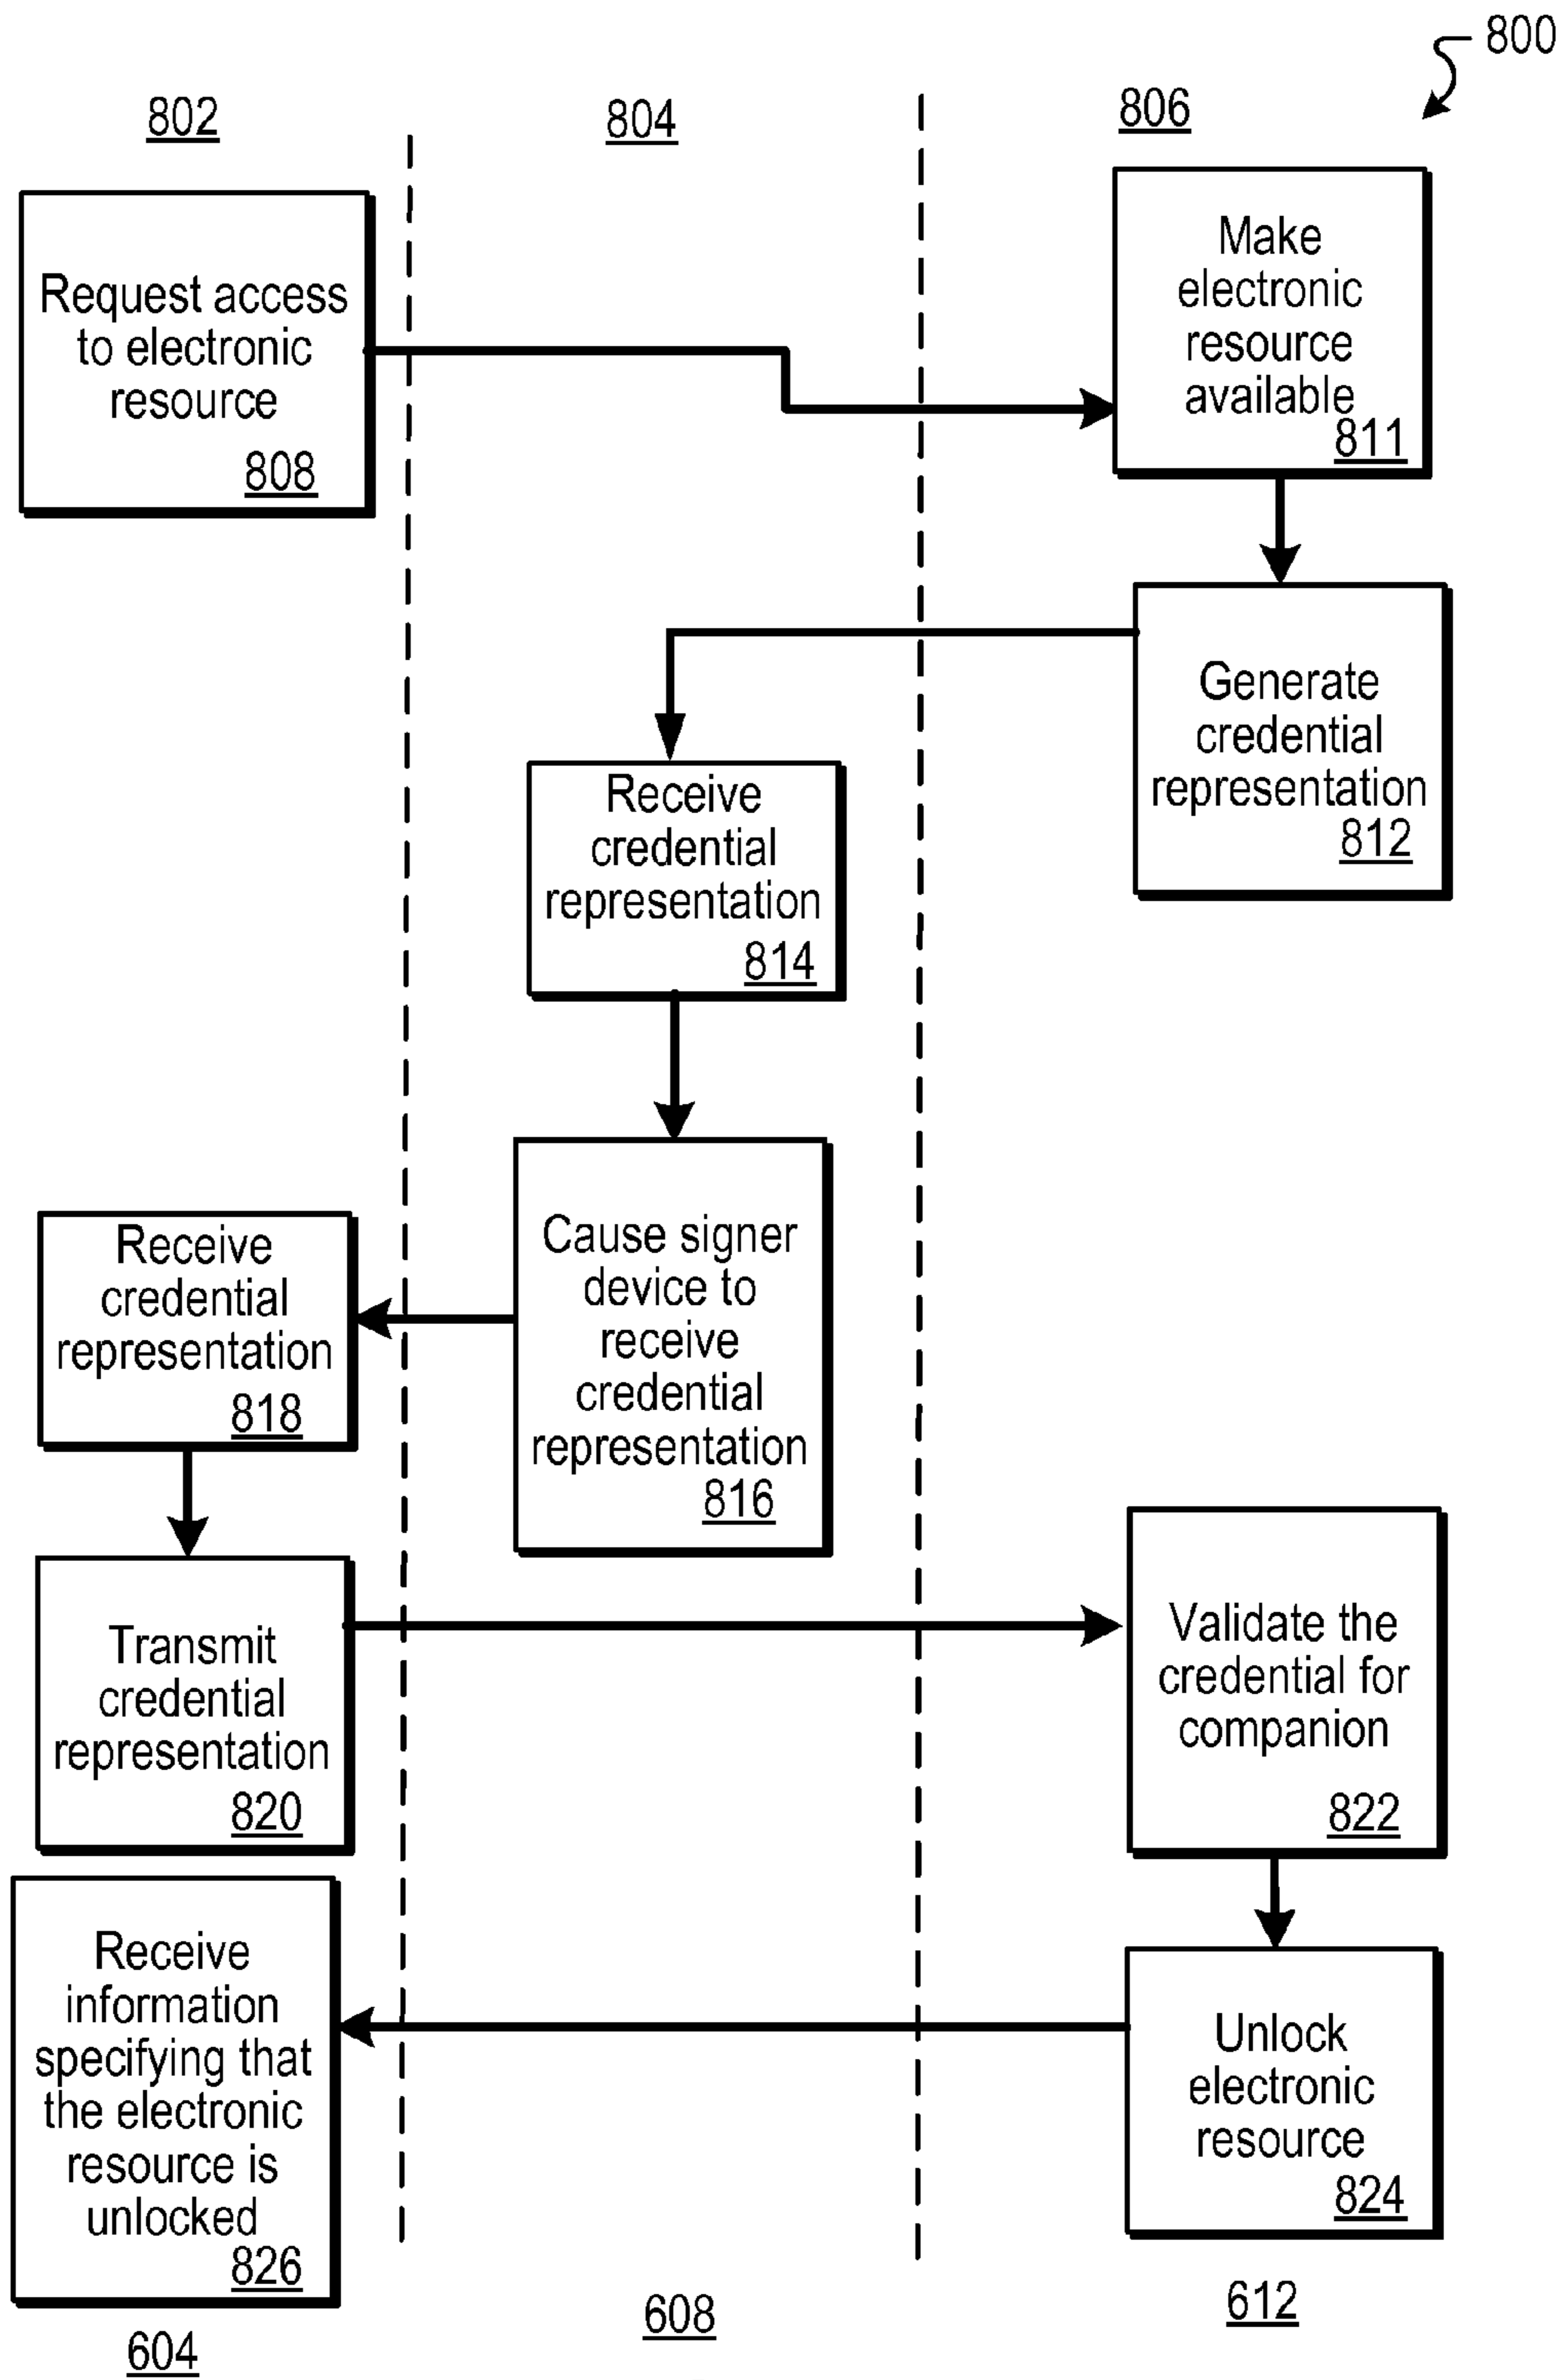 800
802
804
806
Request access
to electronic
resource
808
Make
electronic
resource
available
811
Generate
credential
representation
812
Receive
credential
representation
814
Cause signer
device to
receive
credential
representation
816
Receive
credential
representation
818
Transmit
credential
representation
820
Validate the
credential for
companion
822
Unlock
electronic
resource
824
Receive
information
specifying that
the electronic
resource is
unlocked
826
604
608
612